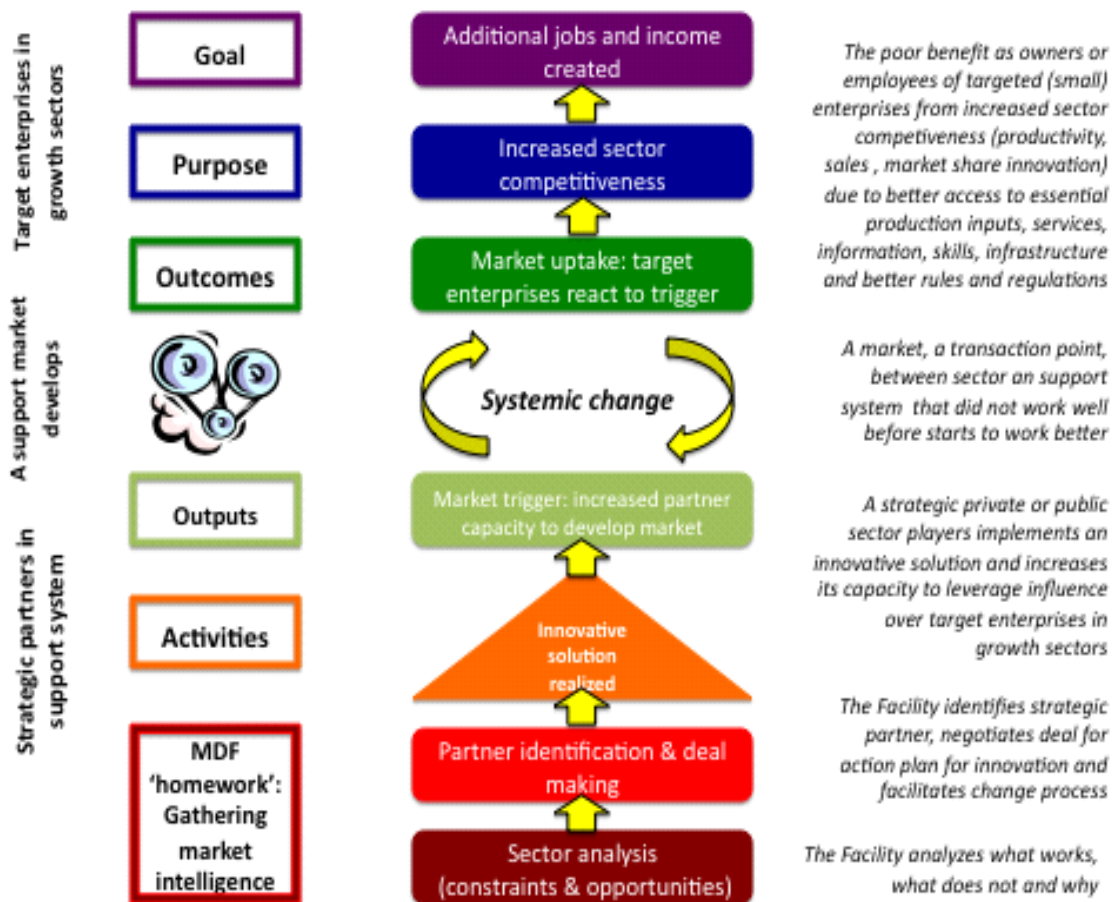 Target enterprises in
growth sectors
Goal
Additional jobs and income
created
The poor benefit as owners or
employees of targeted (small)
enterprises from increased sector
competiveness (productivity,
sales , market share innovation)
due to better access to essential
production inputs, services,
information, skills, infrastructure
and better rules and regulations
Purpose
Increased sector
competitiveness
Outcomes
Market uptake: target
enterprises react to trigger
A support market
develops
Systemic change
A market, a transaction point,
between sector an support
system that did not work well
before starts to work better
Strategic partners in
support system
Outputs
Market trigger: increased partner
capacity to develop market
A strategic private or public
sector players implements an
innovative solution and increases
its capacity to leverage influence
over target enterprises in
growth sectors
Activities
Innovative
solution
realized
MDF
‘homework’:
Gathering
market
intelligence
Partner identification & deal
making
The Facility identifies strategic
partner, negotiates deal for
action plan for innovation and
facilitates change process
Sector analysis
(constraints & opportunities)
The Facility analyzes what works,
what does not and why